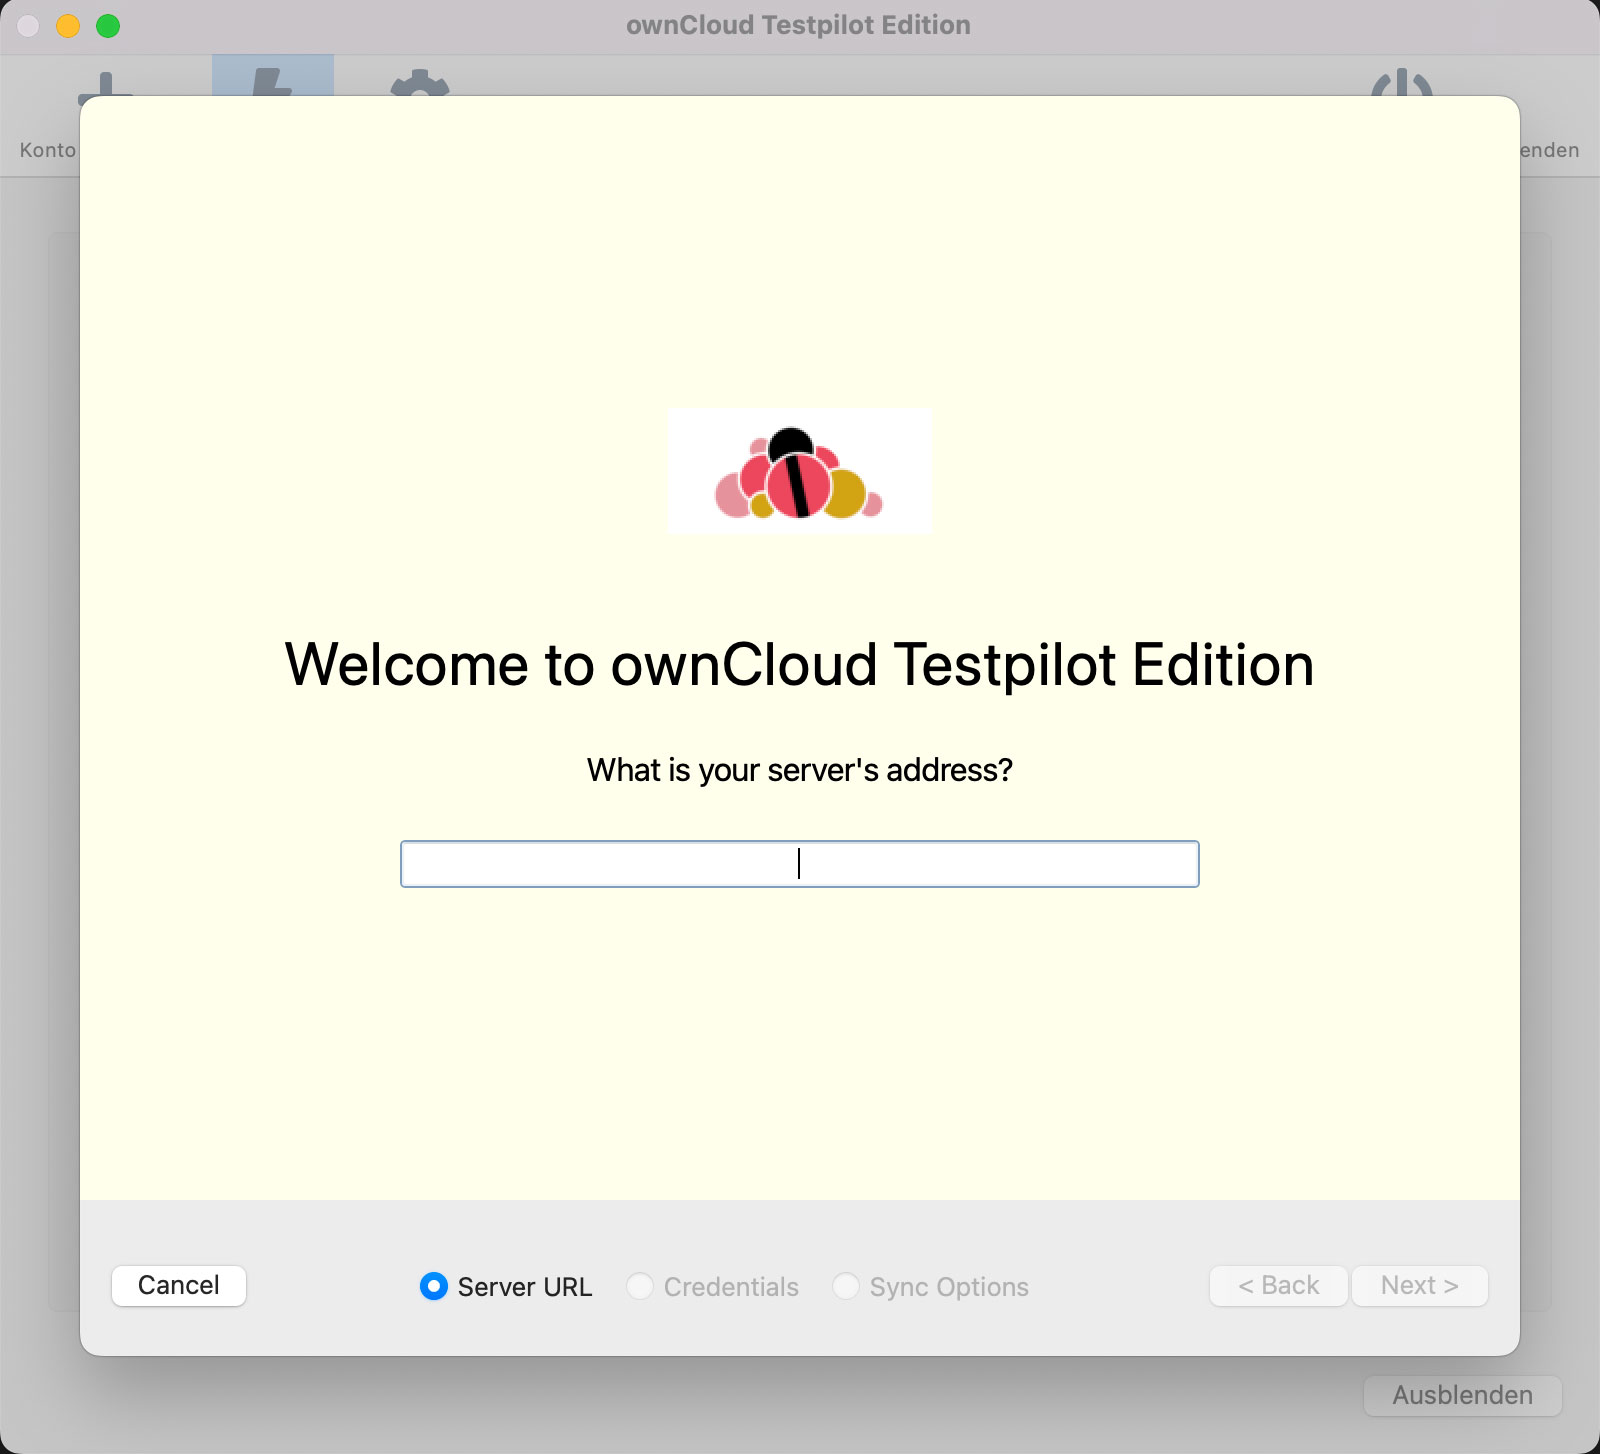 ownCloud Testpilot Edition
Konto
enden
Welcome to ownCloud Testpilot Edition
What is your server's address?
Cancel
Server URL
Credentials
Sync Options
< Back
Next >
Ausblenden